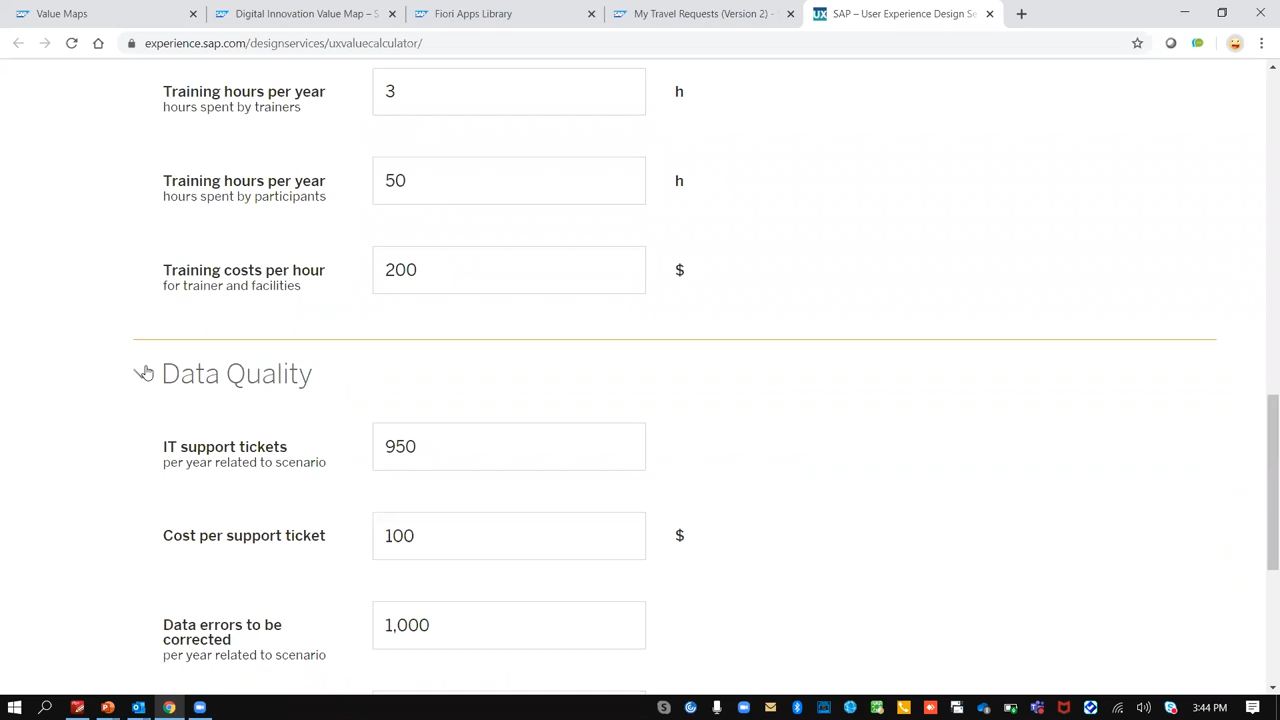 Value Maps
Digital Innovation Value Map – S
Fiori Apps Library
My Travel Requests (Version 2) -
UX SAP – User Experience Design Se
experience.sap.com/designservices/uxvaluecalculator/
Training hours per year
hours spent by trainers
3
h
Training hours per year
hours spent by participants
50
h
Training costs per hour
for trainer and facilities
200
$
Data Quality
IT support tickets
per year related to scenario
950
Cost per support ticket
100
$
Data errors to be
corrected
per year related to scenario
1,000
3:44 PM